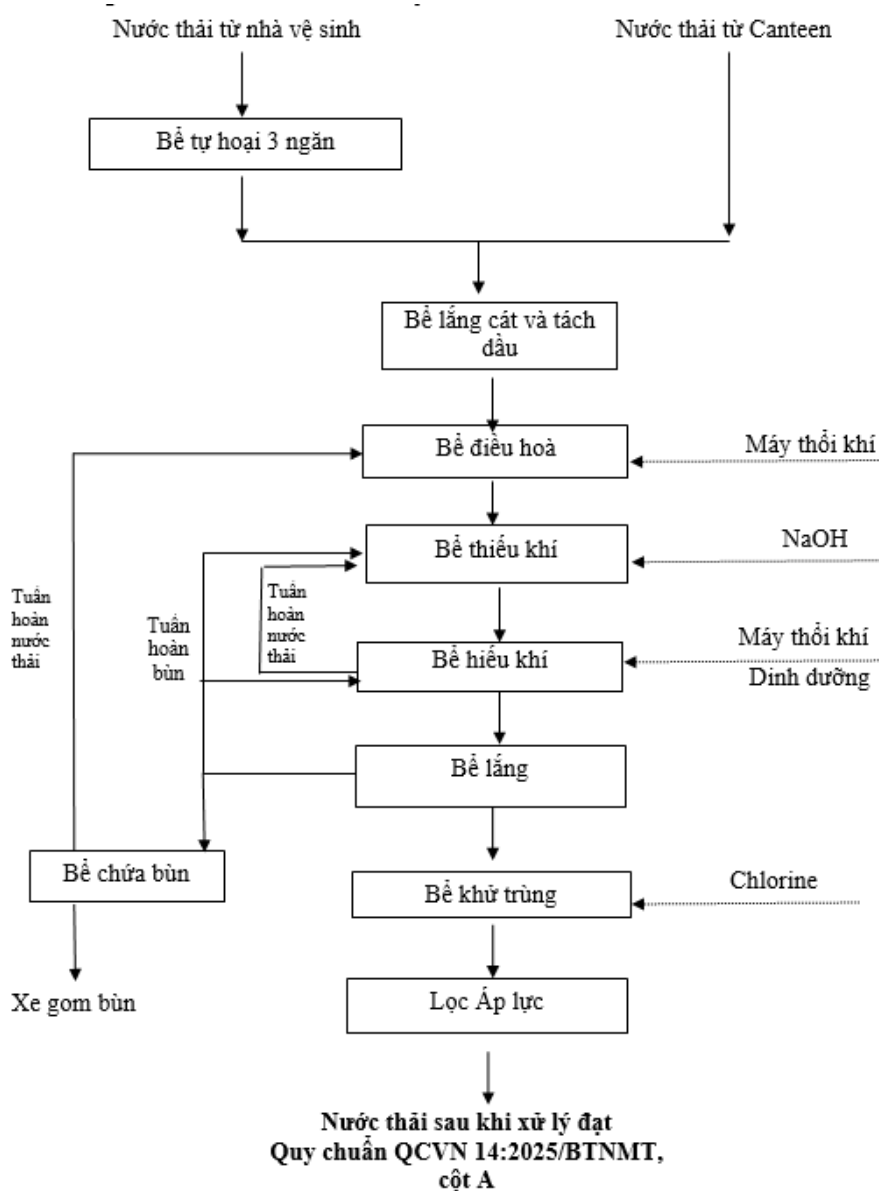 Nước thải từ nhà vệ sinh
Nước thải từ Canteen
Bể tự hoại 3 ngăn
Bể lắng cát và tách
dầu
Bể điều hoà
Máy thổi khí
Bể thiếu khí
NaOH
Tuần
hoàn
nước
thải
Tuần
hoàn
bùn
Tuần
hoàn
nước
thải
Bể hiếu khí
Máy thổi khí
Dinh dưỡng
Bể lắng
Bể chứa bùn
Bể khử trùng
Chlorine
Xe gom bùn
Lọc Áp lực
Nước thải sau khi xử lý đạt
Quy chuẩn QCVN 14:2025/BTNMT,
cột A